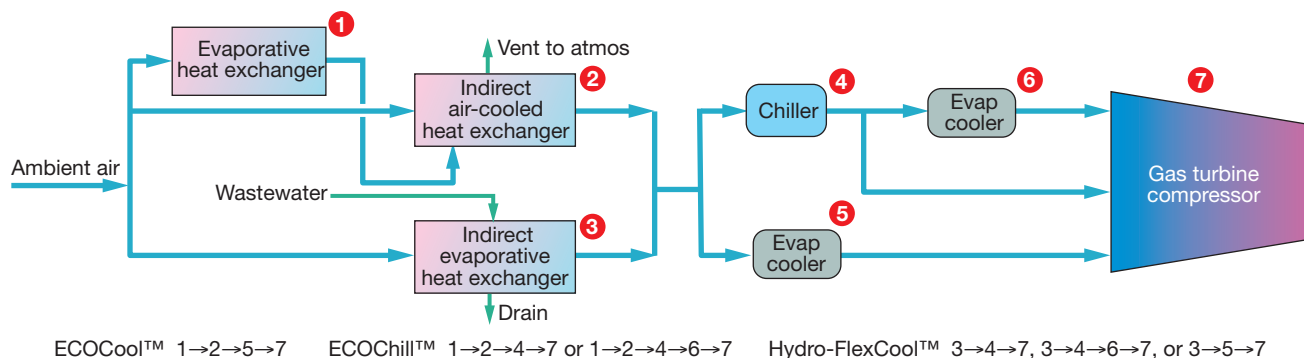 1
Evaporative
heat exchanger
Vent to atmos
2
Indirect
air-cooled
heat exchanger
Ambient air
Wastewater
3
Indirect
evaporative
heat exchanger
Drain
4
Chiller
6
Evap
cooler
5
Evap
cooler
7
Gas turbine
compressor
ECOCool™ 1→2→5→7
ECOChill™ 1→2→4→7 or 1→2→4→6→7
Hydro-FlexCool™ 3→4→7, 3→4→6→7, or 3→5→7